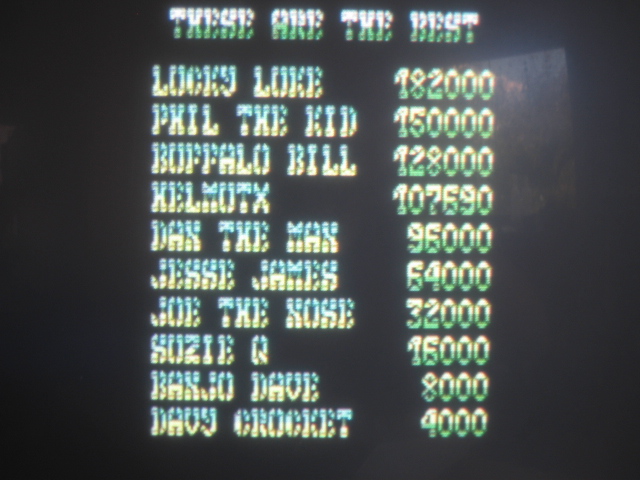 THESE ARE THE BEST
LUCKY LUKE 182000
PHIL THE KID 150000
BUFFALO BILL 128000
HELMUTX 107690
DAN THE MAN 96000
JESSE JAMES 64000
JOE THE NOSE 32000
SUZIE Q 16000
BANJO DAVE 8000
DAVY CROCKET 4000